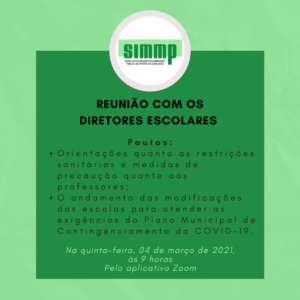 SIMMP
REUNIÃO COM OS
DIRETORES ESCOLARES
Pautas:
• Orientações quanto as restrições
sanitárias e medidas de
precaução quanto aos
professores;
• O andamento das modificações
das escolas para atender as
exigências do Plano Municipal de
Contingenciamento da COVID-19.
Na quinta-feira, 04 de março de 2021,
às 9 horas
Pelo aplicativo Zoom